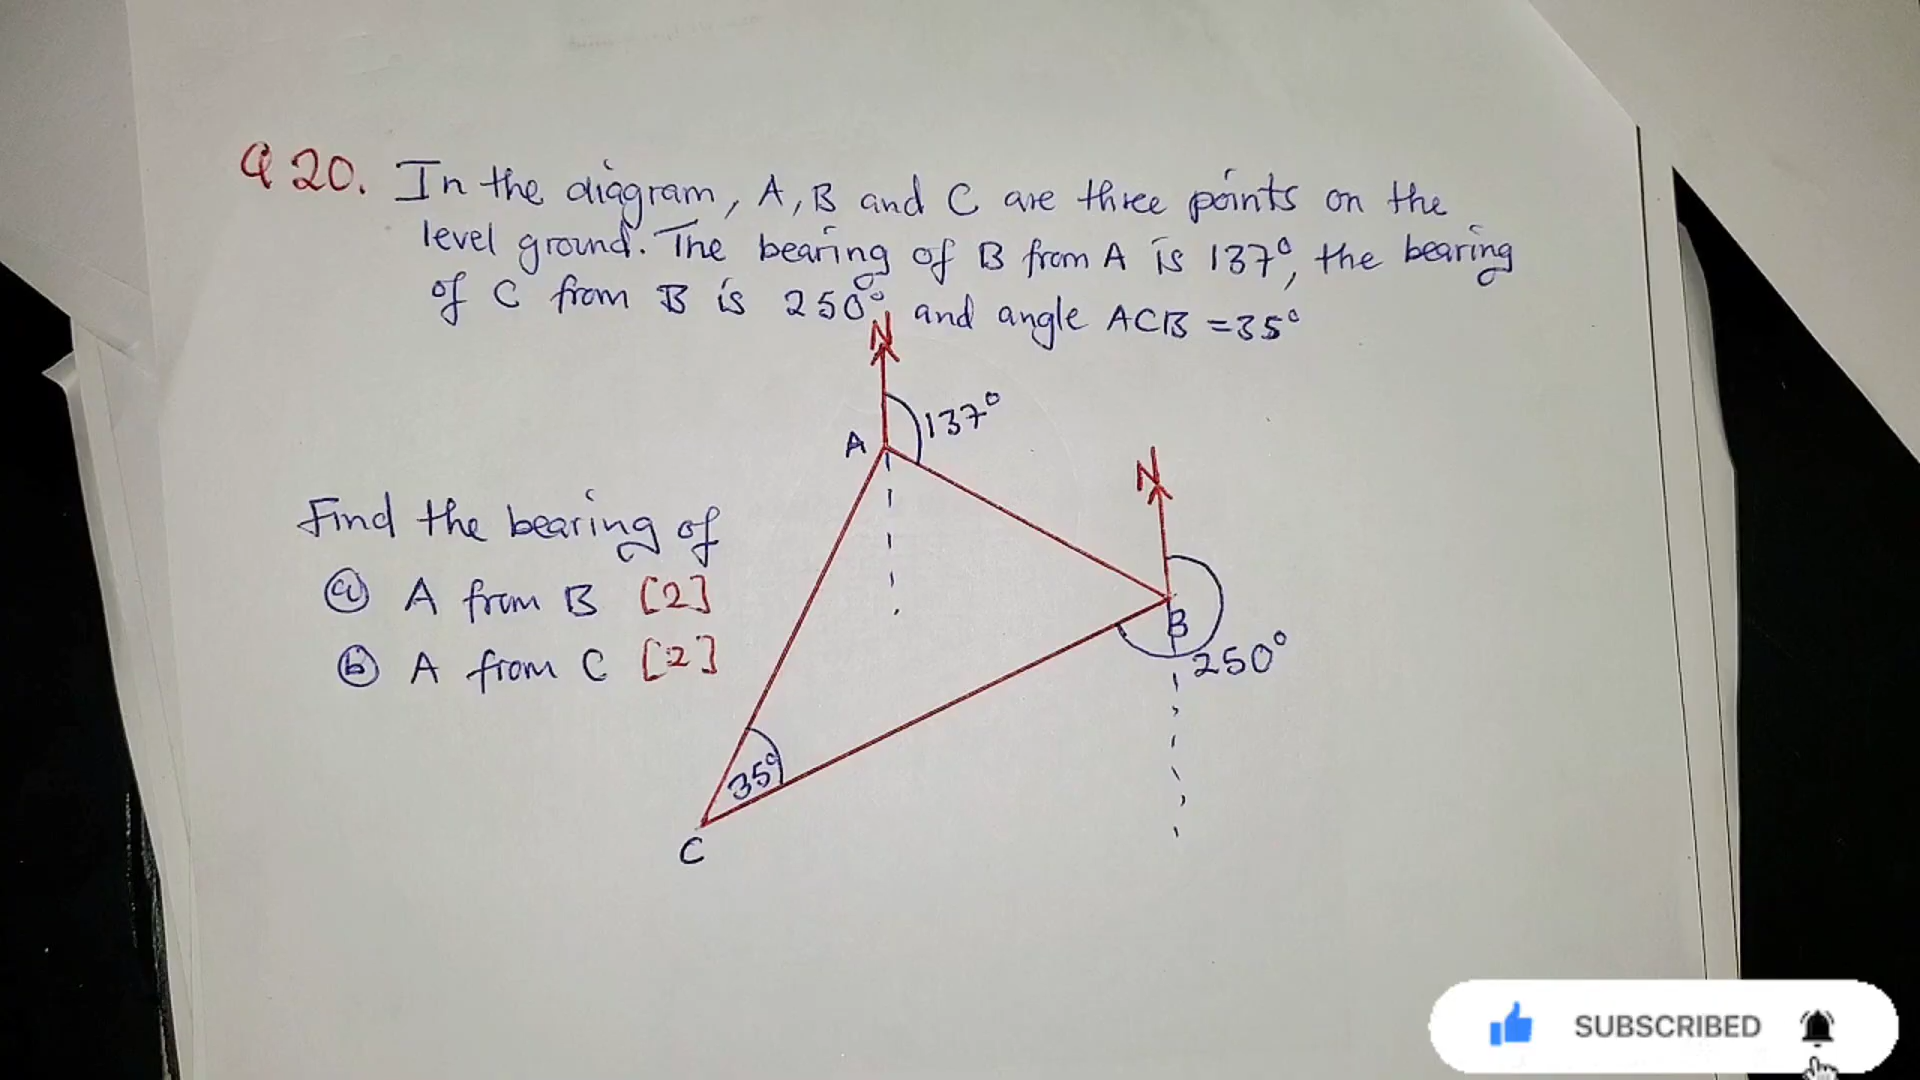 Q 20. In the diagram, A, B and C are three points on the
level ground. The bearing of B from A is 137°, the bearing
of C from B is 250°, and angle ACB = 35°
N
137°
A
N
Find the bearing of
(a) A from B [2]
B
(b) A from C [2]
250°
35°
C
SUBSCRIBED